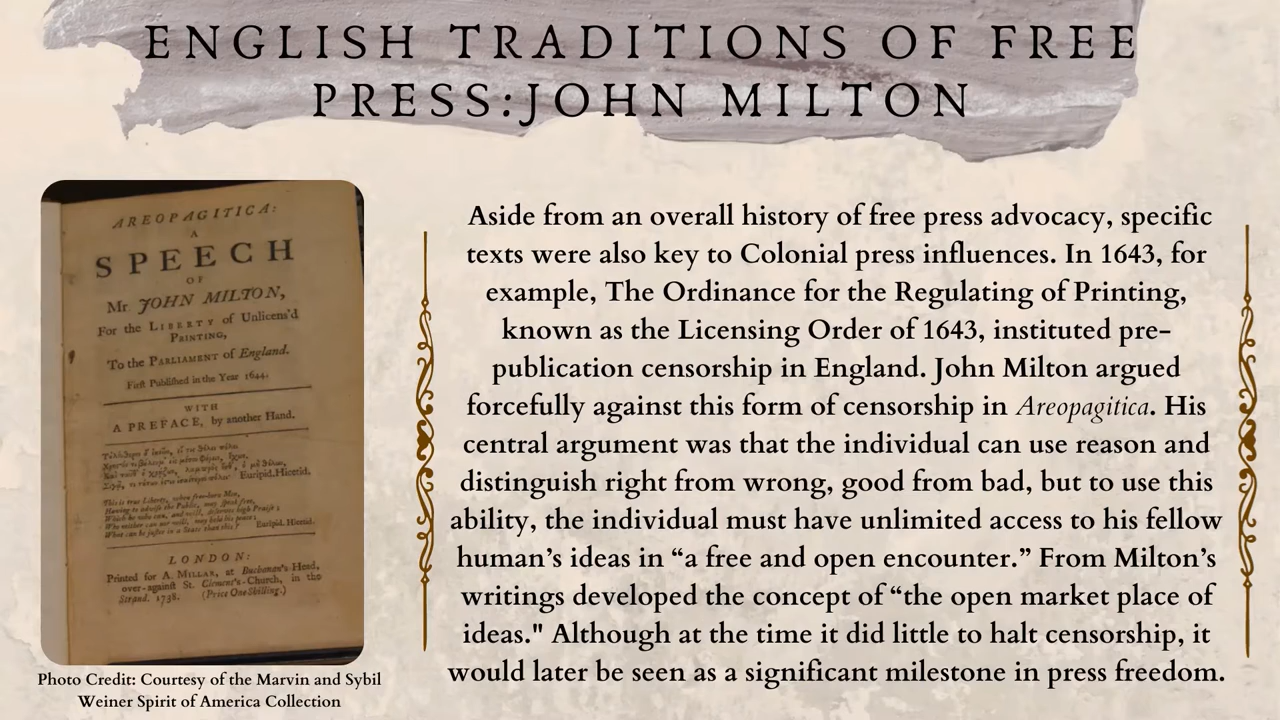 ENGLISH TRADITIONS OF FREE
PRESS:JOHN MILTON
AREOPAGITICA:
A
SPEECH
OF
Mr. JOHN MILTON,
For the LIBERTY of Unlicens'd
PRINTING,
To the PARLIAMENT of England.
First Published in the Year 1644.
WITH
A PREFACE, by another Hand.
Euripid. Hicetid.
This is true Liberty, when free-born Men,
Having to advise the Public, may speak free,
Which he who can, and will, deserves high Praise;
Who neither can nor will, may hold his peace;
What can be juster in a State than this?
Euripid. Hicetid.
LONDON:
Printed for A. MILLAR, at Buchanan's-Head,
over-against St. Clement's-Church, in the
Strand. 1738. (Price One Shilling.)
Photo Credit: Courtesy of the Marvin and Sybil
Weiner Spirit of America Collection
Aside from an overall history of free press advocacy, specific
texts were also key to Colonial press influences. In 1643, for
example, The Ordinance for the Regulating of Printing,
known as the Licensing Order of 1643, instituted pre-
publication censorship in England. John Milton argued
forcefully against this form of censorship in Areopagitica. His
central argument was that the individual can use reason and
distinguish right from wrong, good from bad, but to use this
ability, the individual must have unlimited access to his fellow
human's ideas in “a free and open encounter.” From Milton's
writings developed the concept of “the open market place of
ideas." Although at the time it did little to halt censorship, it
would later be seen as a significant milestone in press freedom.